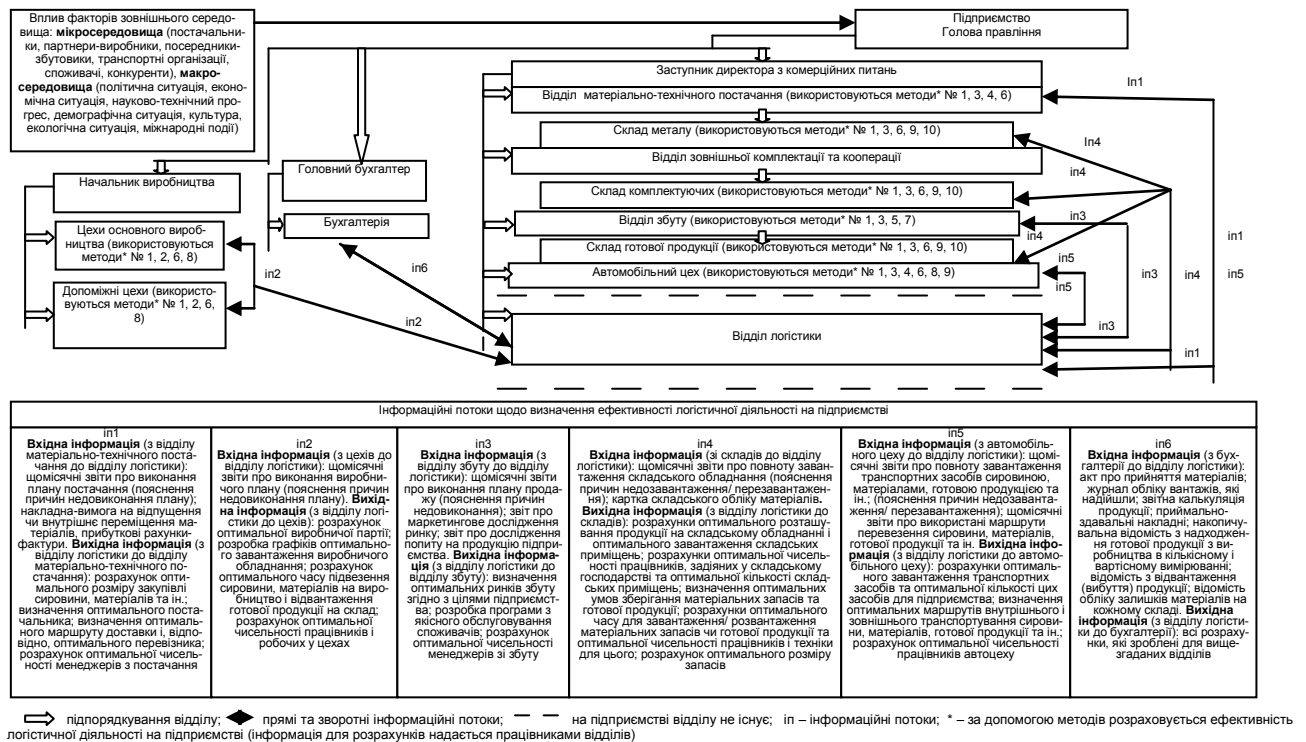 Вплив факторів зовнішнього середо-
вища: мікросередовища (постачальни-
ки, партнери-виробники, посередники-
збутовики, транспортні організації,
споживачі, конкуренти), макро-
середовища (політична ситуація, еконо-
мічна ситуація, науково-технічний про-
грес, демографічна ситуація, культура,
екологічна ситуація, міжнародні події)
Підприємство
Голова правління
Заступник директора з комерційних питань
Відділ матеріально-технічного постачання (використовуються методи* № 1, 3, 4, 6)
Склад металу (використовуються методи* № 1, 3, 6, 9, 10)
Відділ зовнішньої комплектації та кооперації
Склад комплектуючих (використовуються методи* № 1, 3, 6, 9, 10)
Відділ збуту (використовуються методи* № 1, 3, 5, 7)
Склад готової продукції (використовуються методи* № 1, 3, 6, 9, 10)
Автомобільний цех (використовуються методи* № 1, 3, 4, 6, 8, 9)
Відділ логістики
Начальник виробництва
Цехи основного вироб-
ництва (використовуються
методи* № 1, 2, 6, 8)
Допоміжні цехи (використо-
вуються методи* № 1, 2, 6,
8)
Головний бухгалтер
Бухгалтерія
іп2
іп6
іп2
Іп1
Іп4
іп4
іп3
іп4
іп5
іп5
іп3
іп3
іп4
іп1
іп5
іп1
Інформаційні потоки щодо визначення ефективності логістичної діяльності на підприємстві
іп1
Вхідна інформація (з відділу
матеріально-технічного поста-
чання до відділу логістики):
щомісячні звіти про виконання
плану постачання (пояснення
причин недовиконання плану);
накладна-вимога на відпущення
чи внутрішнє переміщення ма-
теріалів, прибуткові рахунки-
фактури. Вихідна інформація (з
відділу логістики до відділу
матеріально-технічного по-
стачання): розрахунок опти-
мального розміру закупівлі
сировини, матеріалів та ін.;
визначення оптимального поста-
чальника; визначення оптималь-
ного маршруту доставки і, відпо-
відно, оптимального перевізника;
розрахунок оптимальної чисель-
ності менеджерів з постачання
іп2
Вхідна інформація (з цехів до
відділу логістики): щомісячні
звіти про виконання виробни-
чого плану (пояснення причин
недовиконання плану). Вихід-
на інформація (з відділу логі-
стики до цехів): розрахунок
оптимальної виробничої партії;
розробка графіків оптимально-
го завантаження виробничого
обладнання; розрахунок
оптимального часу підвезення
сировини, матеріалів на виро-
бництво і відвантаження
готової продукції на склад;
розрахунок оптимальної
чисельності працівників і
робочих у цехах
іп3
Вхідна інформація (з
відділу збуту до відділу
логістики): щомісячні звіти
про виконання плану прода-
жу (пояснення причин
недовиконання); звіт про
маркетингове дослідження
ринку; звіт про дослідження
попиту на продукцію підпри-
ємства. Вихідна інформа-
ція (з відділу логістики до
відділу збуту): визначення
оптимальних ринків збуту
згідно з цілями підприємст-
ва; розробка програми з
якісного обслуговування
споживачів; розрахунок
оптимальної чисельності
менеджерів зі збуту
іп4
Вхідна інформація (зі складів до відділу
логістики): щомісячні звіти про повноту заван-
таження складського обладнання (пояснення
причин недозавантаження/ перезавантажен-
ня); картка складського обліку матеріалів.
Вихідна інформація (з відділу логістики до
складів): розрахунки оптимального розташу-
вання продукції на складському обладнанні і
оптимального завантаження складських
приміщень; розрахунки оптимальної чисель-
ності працівників, задіяних у складському
господарстві та оптимальної кількості склад-
ських приміщень; визначення оптимальних
умов зберігання матеріальних запасів та
готової продукції; розрахунки оптимального
часу для завантаження/ розвантаження
матеріальних запасів чи готової продукції та
оптимальної чисельності працівників і техніки
для цього; розрахунок оптимального розміру
запасів
іп5
Вхідна інформація (з автомобіль-
ного цеху до відділу логістики): щомі-
сячні звіти про повноту завантаження
транспортних засобів сировиною,
матеріалами, готовою продукцією та
ін.; (пояснення причин недозаванта-
ження/ перезавантаження); щомісячні
звіти про використані маршрути
перевезення сировини, матеріалів,
готової продукції та ін. Вихідна інфо-
рмація (з відділу логістики до автомо-
більного цеху): розрахунки оптималь-
ного завантаження транспортних
засобів та оптимальної кількості цих
засобів для підприємства; визначення
оптимальних маршрутів внутрішнього і
зовнішнього транспортування сирови-
ни, матеріалів, готової продукції та ін.;
розрахунок оптимальної чисельності
працівників автоцеху
іп6
Вхідна інформація (з бух-
галтерії до відділу логістики):
акт про прийняття матеріалів;
журнал обліку вантажів, які
надійшли; звітна калькуляція
продукції; приймально-
здавальні накладні; накопичу-
вальна відомість з надходжен-
ня готової продукції з ви-
робництва в кількісному і
вартісному вимірюванні;
відомість з відвантаження
(вибуття) продукції; відомість
обліку залишків матеріалів на
кожному складі. Вихідна
інформація (з відділу логісти-
ки до бухгалтерії): всі розраху-
нки, які зроблені для вище-
згаданих відділів
підпорядкування відділу; прямі та зворотні інформаційні потоки; на підприємстві відділу не існує; іп – інформаційні потоки; * – за допомогою методів розраховується ефективність
логістичної діяльності на підприємстві (інформація для розрахунків надається працівниками відділів)